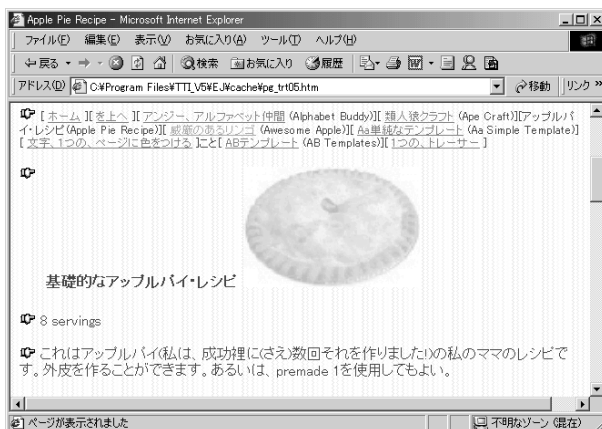 Apple Pie Recipe - Microsoft Internet Explorer
ファイル(F) 編集(E) 表示(V) お気に入り(A) ツール(T) ヘルプ(H)
戻る 検索 お気に入り 履歴
アドレス(D) C:¥Program Files¥TTI_V5¥EJ¥cache¥pg_trt05.htm 移動 リンク »
[ ホーム ][ を上へ ][ アンジー、アルファベット仲間 (Alphabet Buddy)][ 類人猿クラフト (Ape Craft)][アップルパ
イ・レシピ(Apple Pie Recipe)][ 威厳のあるリンゴ (Awesome Apple)][ Aa単純なテンプレート (Aa Simple Template)]
[ 文字、1つの、ページに色をつける ]こと[ ABテンプレート (AB Templates)][ 1つの、トレーサー ]
基礎的なアップルパイ・レシピ
8 servings
これはアップルパイ(私は、成功裡に(さえ)数回それを作りました!)の私のママのレシピで
す。外皮を作ることができます。あるいは、premade 1を使用してもよい。
ページが表示されました 不明なゾーン (混在)